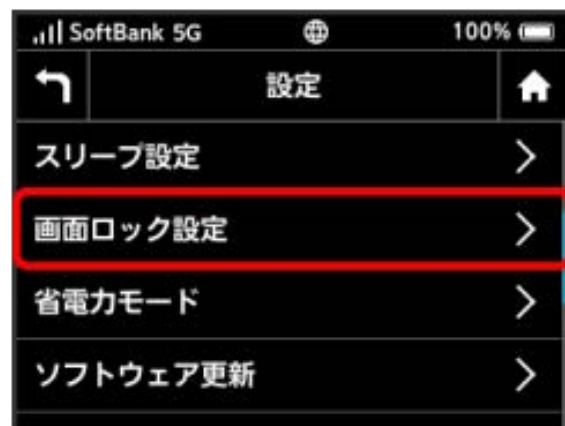 SoftBank 5G 100%
設定
スリープ設定
画面ロック設定
省電力モード
ソフトウェア更新